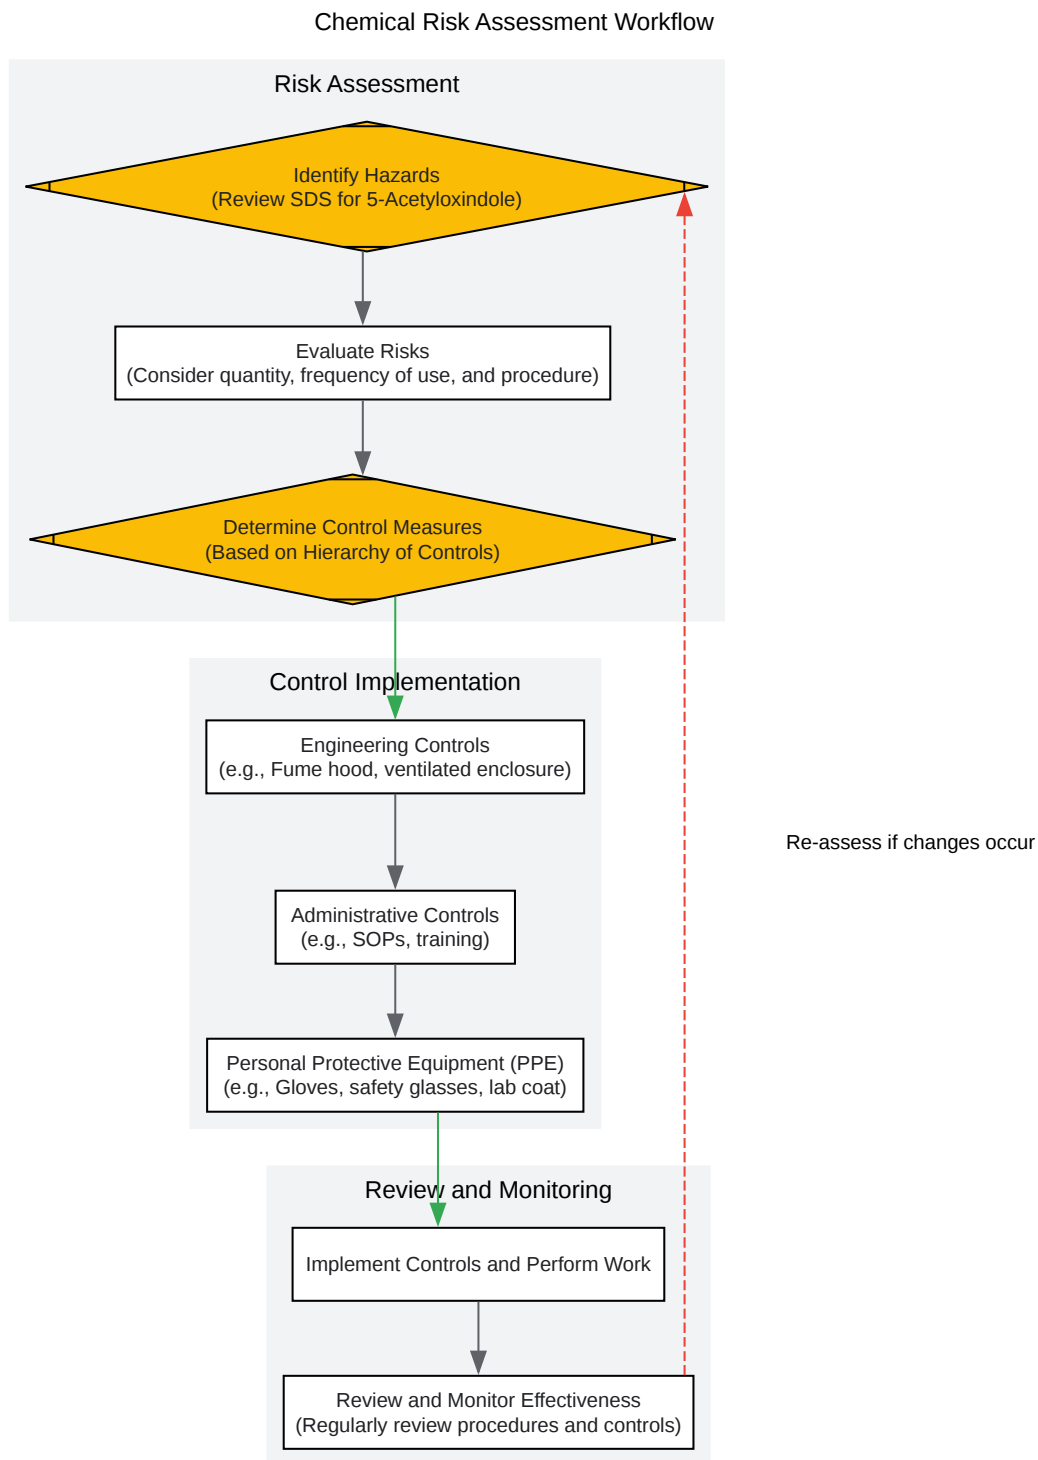 Chemical Risk Assessment Workflow
Risk Assessment
Identify Hazards
(Review SDS for 5-Acetyloxindole)
Evaluate Risks
(Consider quantity, frequency of use, and procedure)
Determine Control Measures
(Based on Hierarchy of Controls)
Control Implementation
Engineering Controls
(e.g., Fume hood, ventilated enclosure)
Re-assess if changes occur
Administrative Controls
(e.g., SOPs, training)
Personal Protective Equipment (PPE)
(e.g., Gloves, safety glasses, lab coat)
Review and Monitoring
Implement Controls and Perform Work
Review and Monitor Effectiveness
(Regularly review procedures and controls)